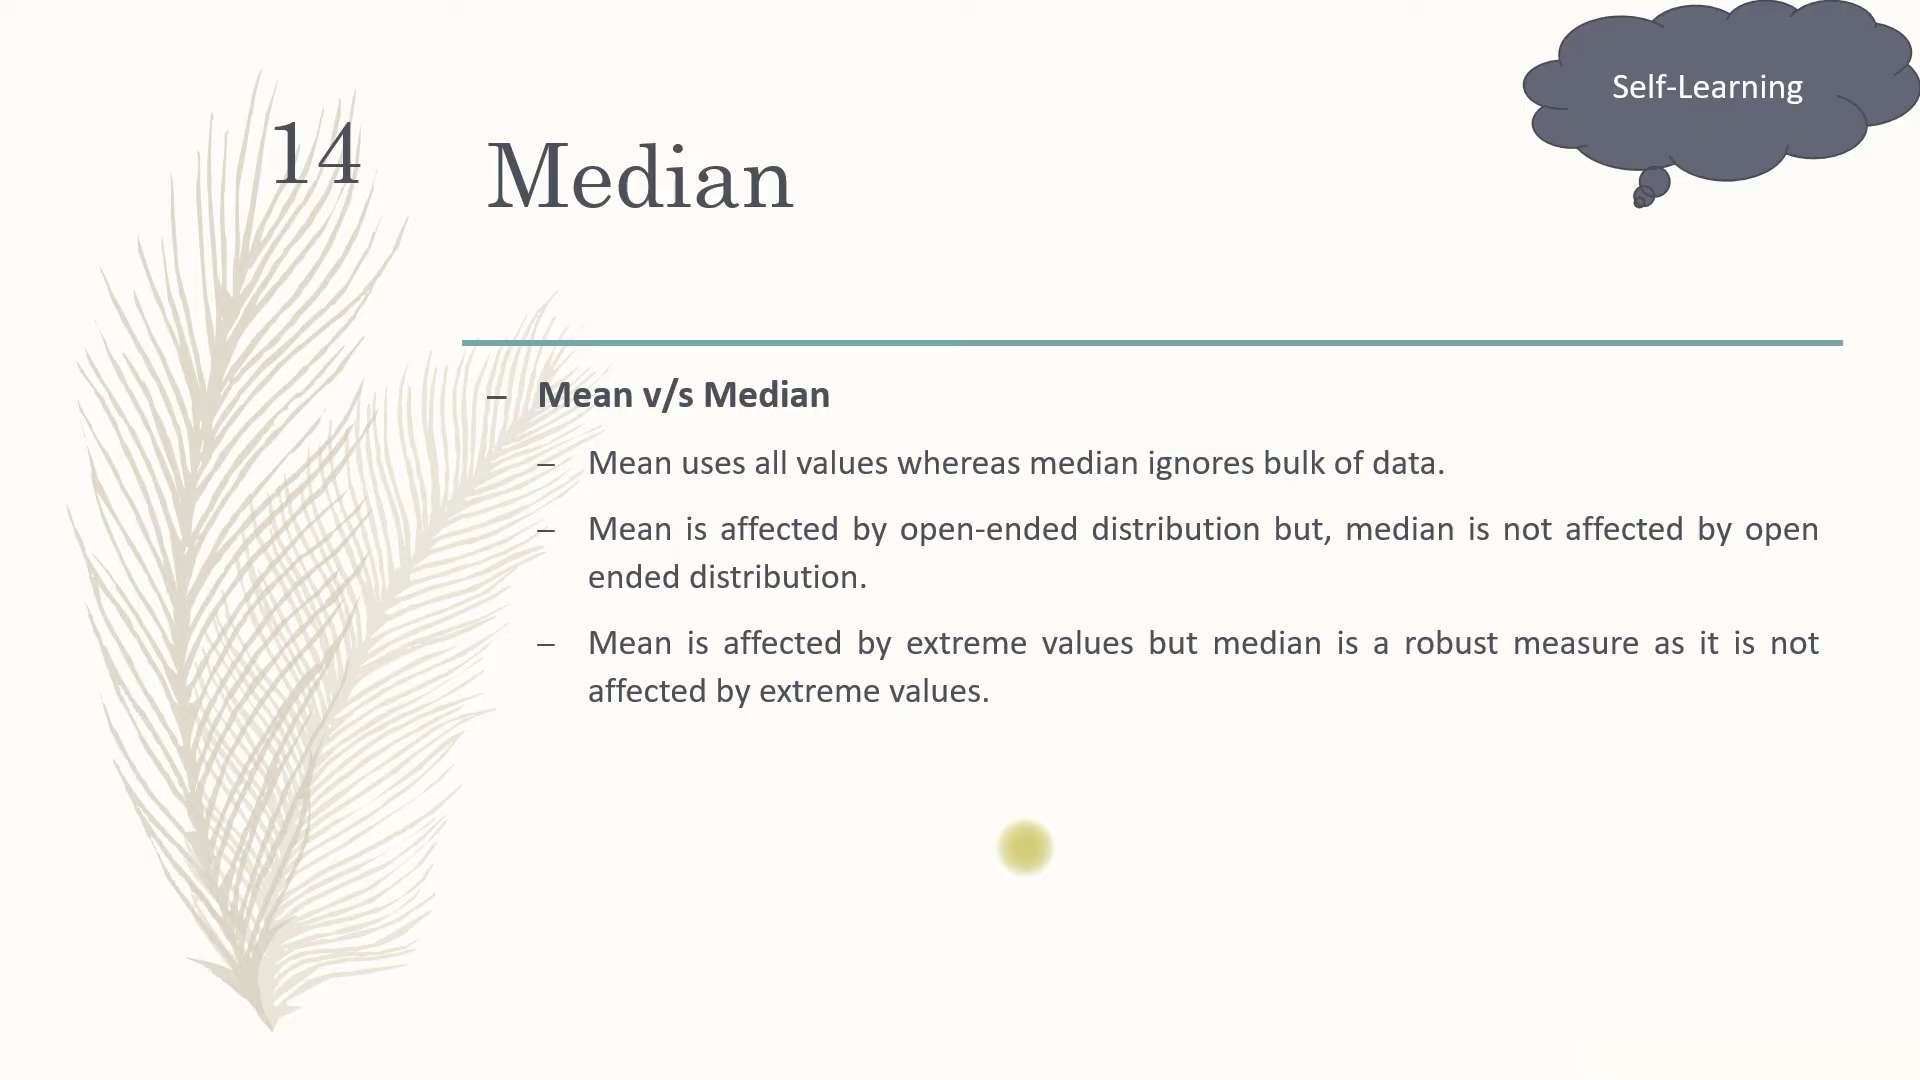 Self-Learning
14
Median
– Mean v/s Median
– Mean uses all values whereas median ignores bulk of data.
– Mean is affected by open-ended distribution but, median is not affected by open
ended distribution.
– Mean is affected by extreme values but median is a robust measure as it is not
affected by extreme values.